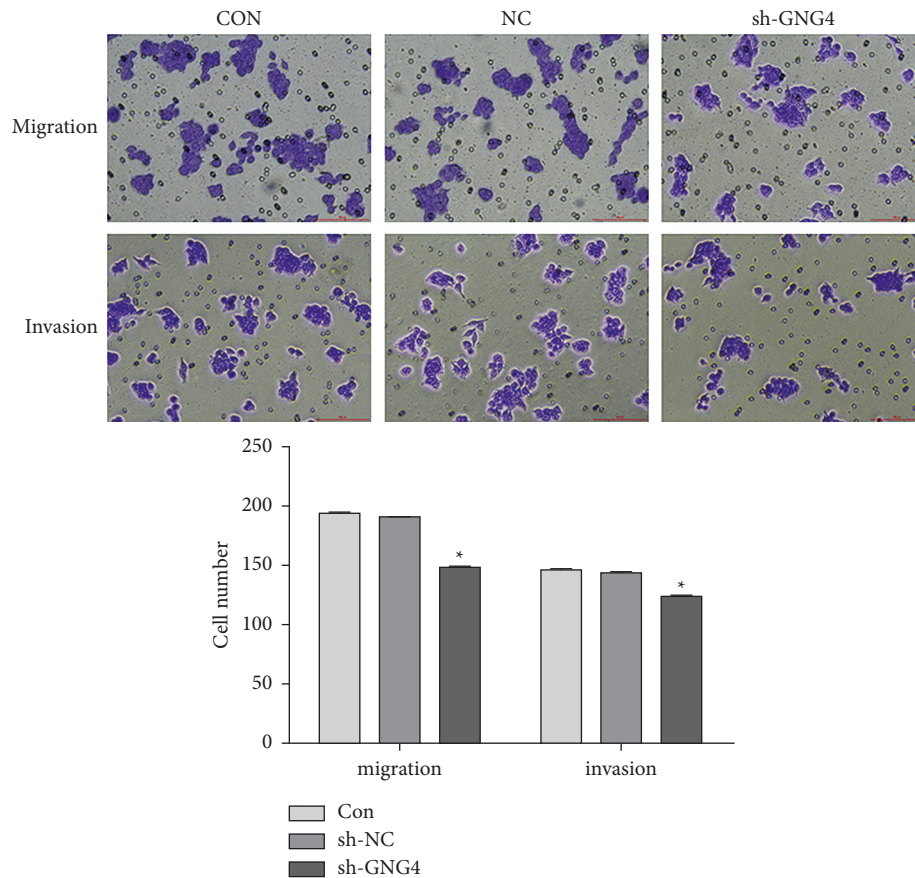 CON NC sh-GNG4
Migration
Invasion
250
200
150
100
50
0
Cell number
*
*
migration invasion
Con
sh-NC
sh-GNG4